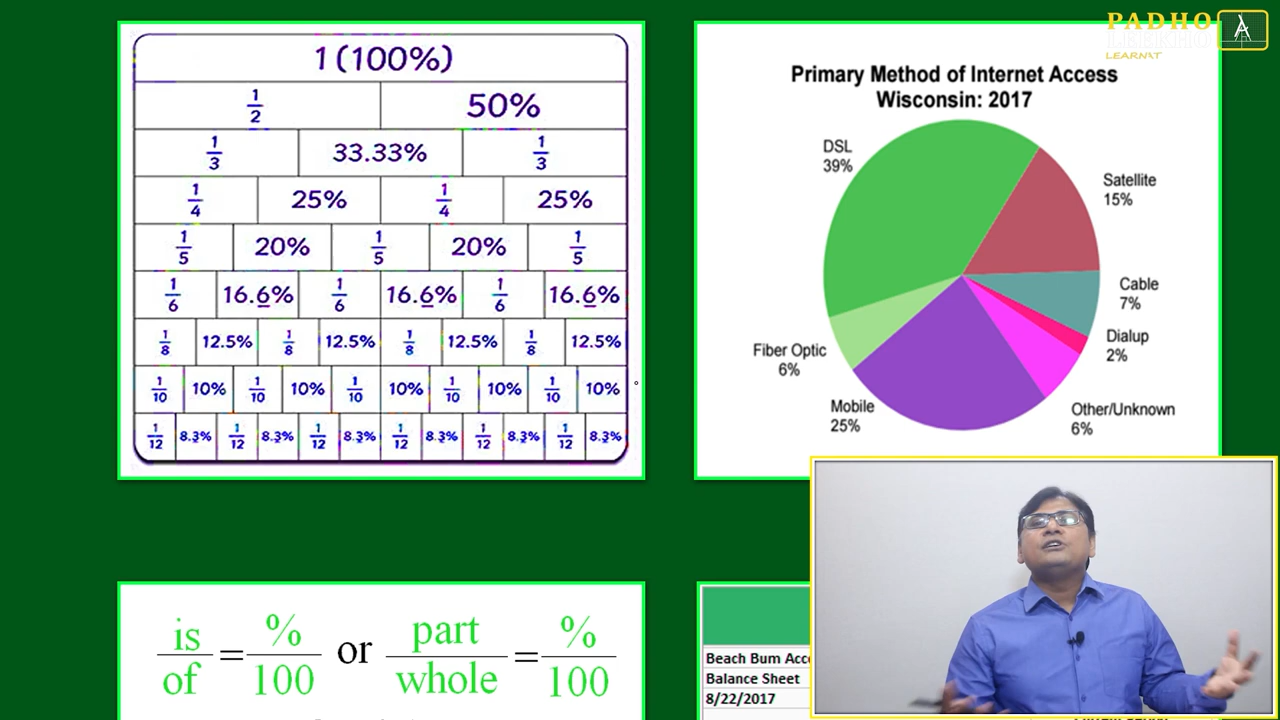 1 (100%)
1/2 50%
1/3 33.33% 1/3
1/4 25% 1/4 25%
1/5 20% 1/5 20% 1/5
1/6 16.6% 1/6 16.6% 1/6 16.6%
1/8 12.5% 1/8 12.5% 1/8 12.5% 1/8 12.5%
1/10 10% 1/10 10% 1/10 10% 1/10 10% 1/10 10%
1/12 8.3% 1/12 8.3% 1/12 8.3% 1/12 8.3% 1/12 8.3% 1/12 8.3%
PADHO
LEEKHO
LEARNXT
Primary Method of Internet Access
Wisconsin: 2017
DSL
39%
Satellite
15%
Cable
7%
Dialup
2%
Other/Unknown
6%
Mobile
25%
Fiber Optic
6%
is/of = %/100 or part/whole = %/100
Beach Bum
Balance Sheet
8/22/2017